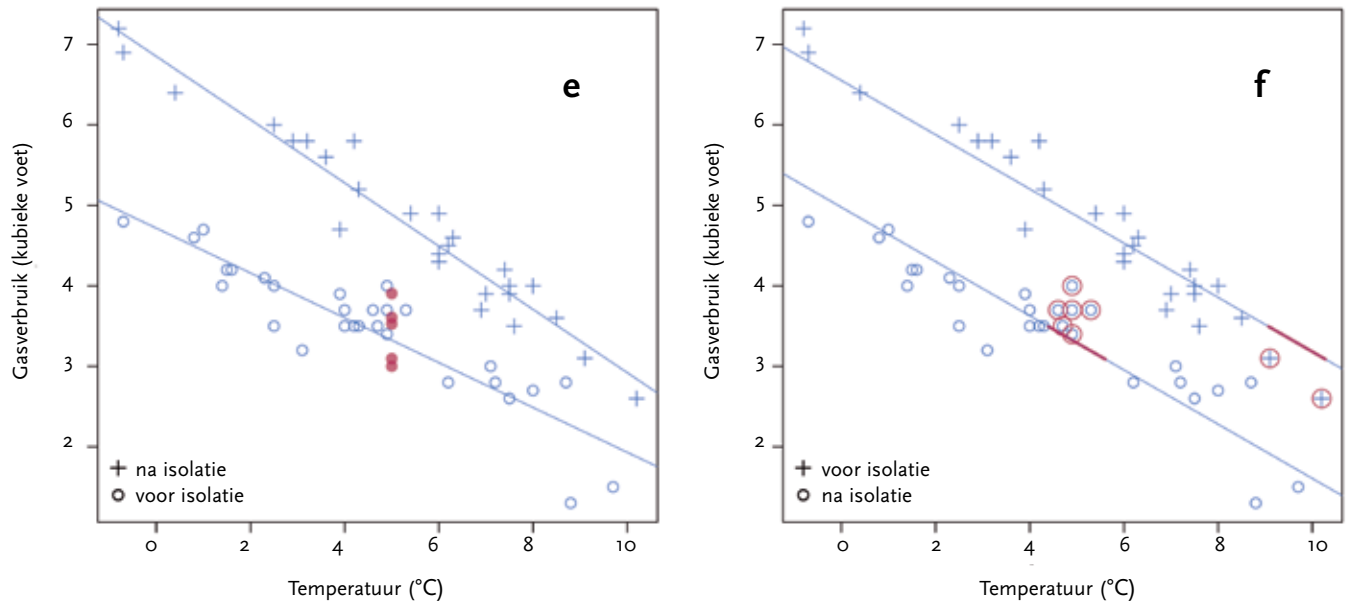 e
7
6
5
4
3
2
Gasverbruik (kubieke voet)
+ na isolatie
o voor isolatie
0 2 4 6 8 10
Temperatuur (°C)
f
7
6
5
4
3
2
Gasverbruik (kubieke voet)
+ voor isolatie
o na isolatie
0 2 4 6 8 10
Temperatuur (°C)